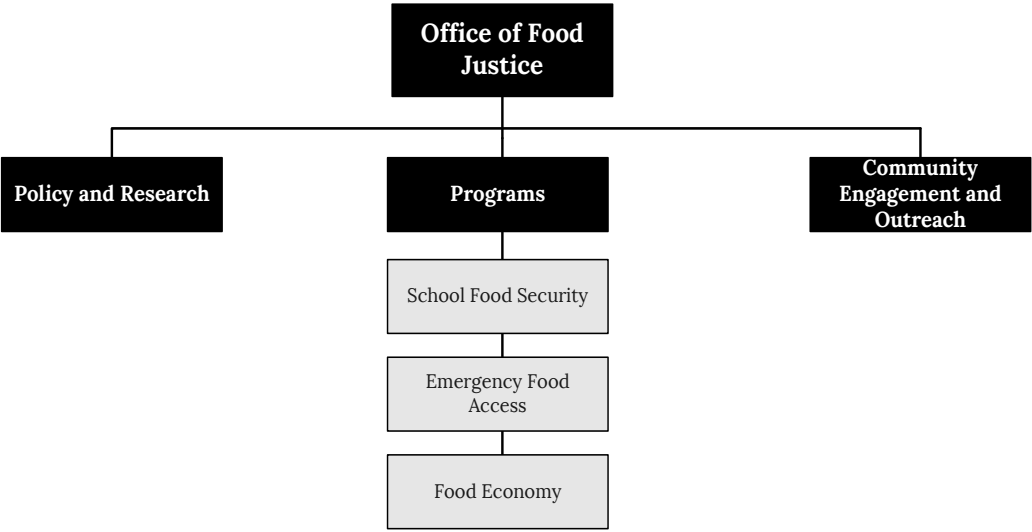 Office of Food
Justice
Policy and Research
Programs
Community
Engagement and
Outreach
School Food Security
Emergency Food
Access
Food Economy